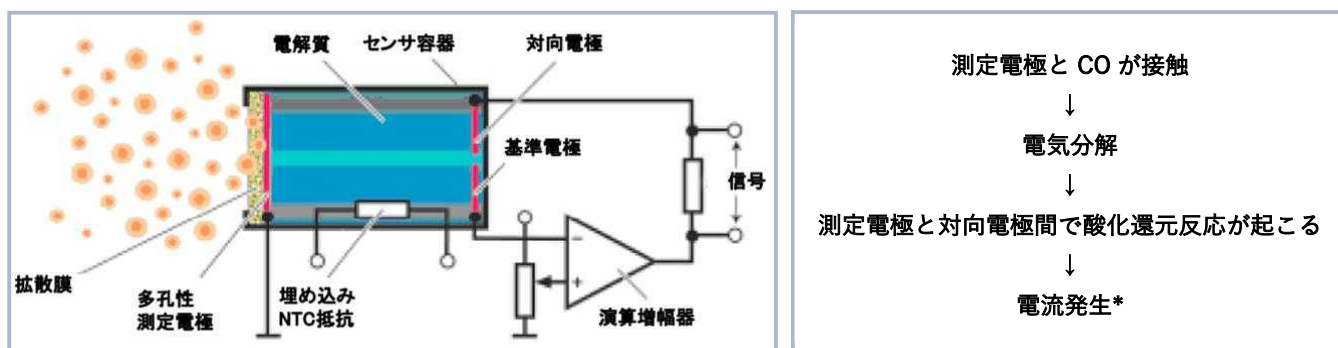 電解質
センサ容器
対向電極
基準電極
信号
−
+
拡散膜
多孔性
測定電極
埋め込み
NTC抵抗
演算増幅器
測定電極と CO が接触
↓
電気分解
↓
測定電極と対向電極間で酸化還元反応が起こる
↓
電流発生*